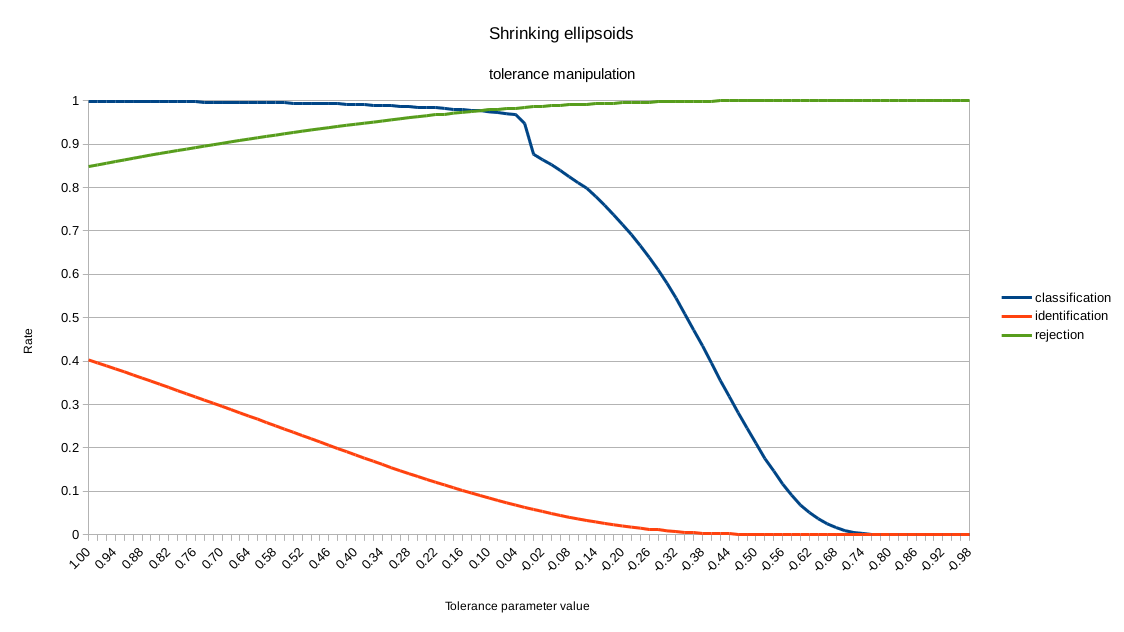 Shrinking ellipsoids
tolerance manipulation
1
0.9
0.8
0.7
0.6
0.5
0.4
0.3
0.2
0.1
0
Rate
classification
identification
rejection
1.00 0.94 0.88 0.82 0.76 0.70 0.64 0.58 0.52 0.46 0.40 0.34 0.28 0.22 0.16 0.10 0.04 -0.02 -0.08 -0.14 -0.20 -0.26 -0.32 -0.38 -0.44 -0.50 -0.56 -0.62 -0.68 -0.74 -0.80 -0.86 -0.92 -0.98
Tolerance parameter value